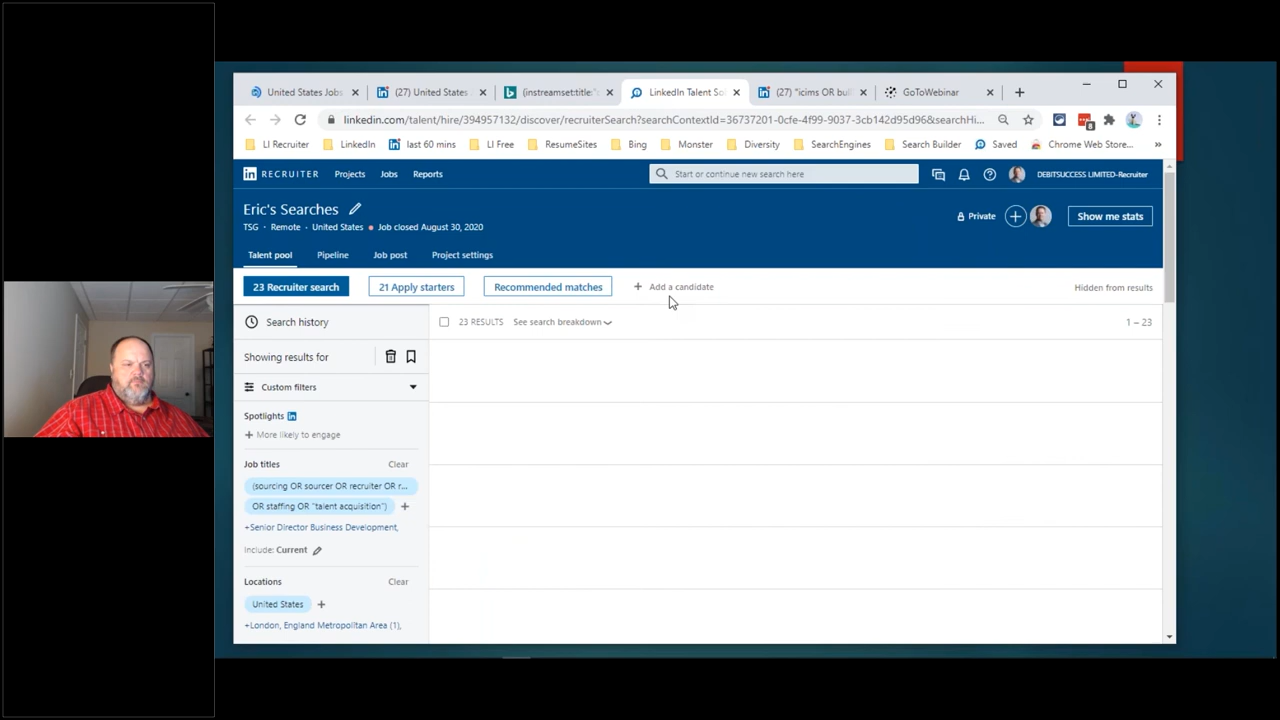 United States Jobs
(27) United States
(instreamset:title:"
LinkedIn Talent So
(27) "icims OR bul
GoToWebinar
linkedin.com/talent/hire/394957132/discover/recruiterSearch?searchContextId=36737201-0cfe-4f99-9037-3cb142d95d96&searchHi...
8
LI Recruiter
LinkedIn
last 60 mins
LI Free
ResumeSites
Bing
Monster
Diversity
SearchEngines
Search Builder
Saved
Chrome Web Store...
in RECRUITER
Projects
Jobs
Reports
Start or continue new search here
DEBITSUCCESS LIMITED-Recruiter
Eric's Searches
TSG · Remote · United States • Job closed August 30, 2020
Private
Show me stats
Talent pool
Pipeline
Job post
Project settings
23 Recruiter search
21 Apply starters
Recommended matches
+ Add a candidate
Hidden from results
Search history
23 RESULTS
See search breakdown
1 – 23
Showing results for
Custom filters
Spotlights in
+ More likely to engage
Job titles
Clear
(sourcing OR sourcer OR recruiter OR r...
OR staffing OR "talent acquisition") +
+Senior Director Business Development,
Include: Current
Locations
Clear
United States +
+London, England Metropolitan Area (1),